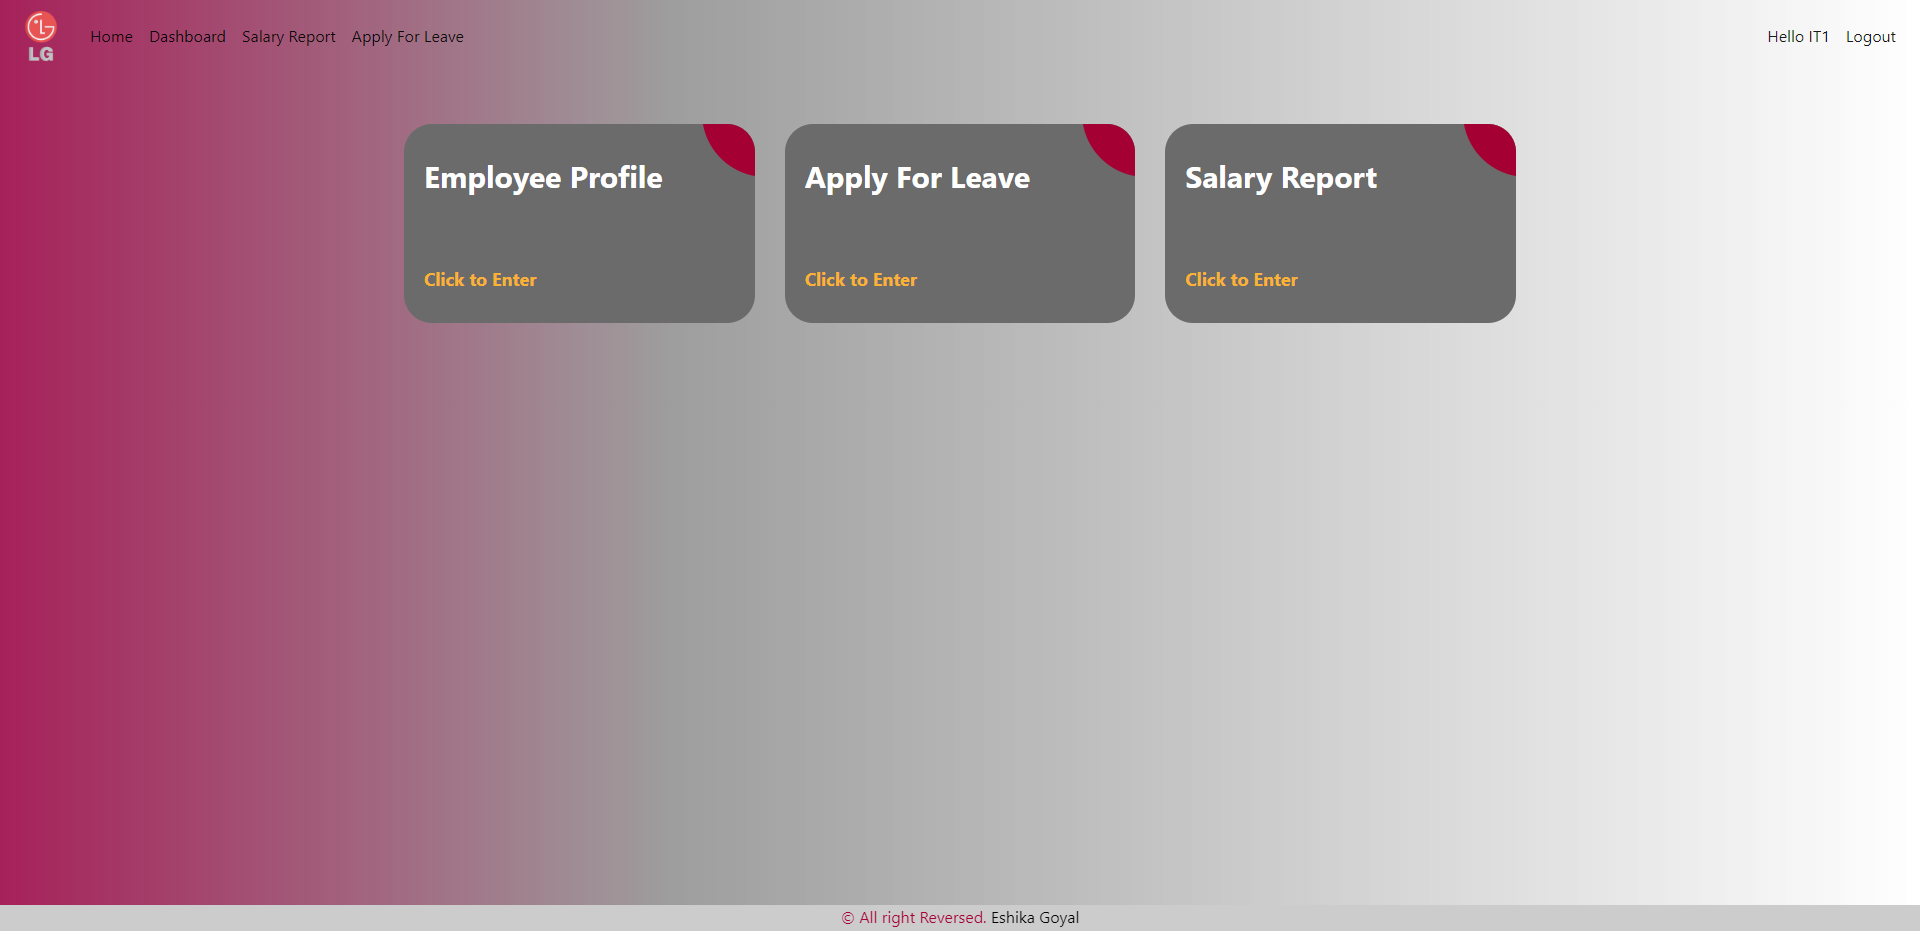 LG
Home Dashboard Salary Report Apply For Leave Hello IT1 Logout
Employee Profile
Click to Enter
Apply For Leave
Click to Enter
Salary Report
Click to Enter
© All right Reversed. Eshika Goyal